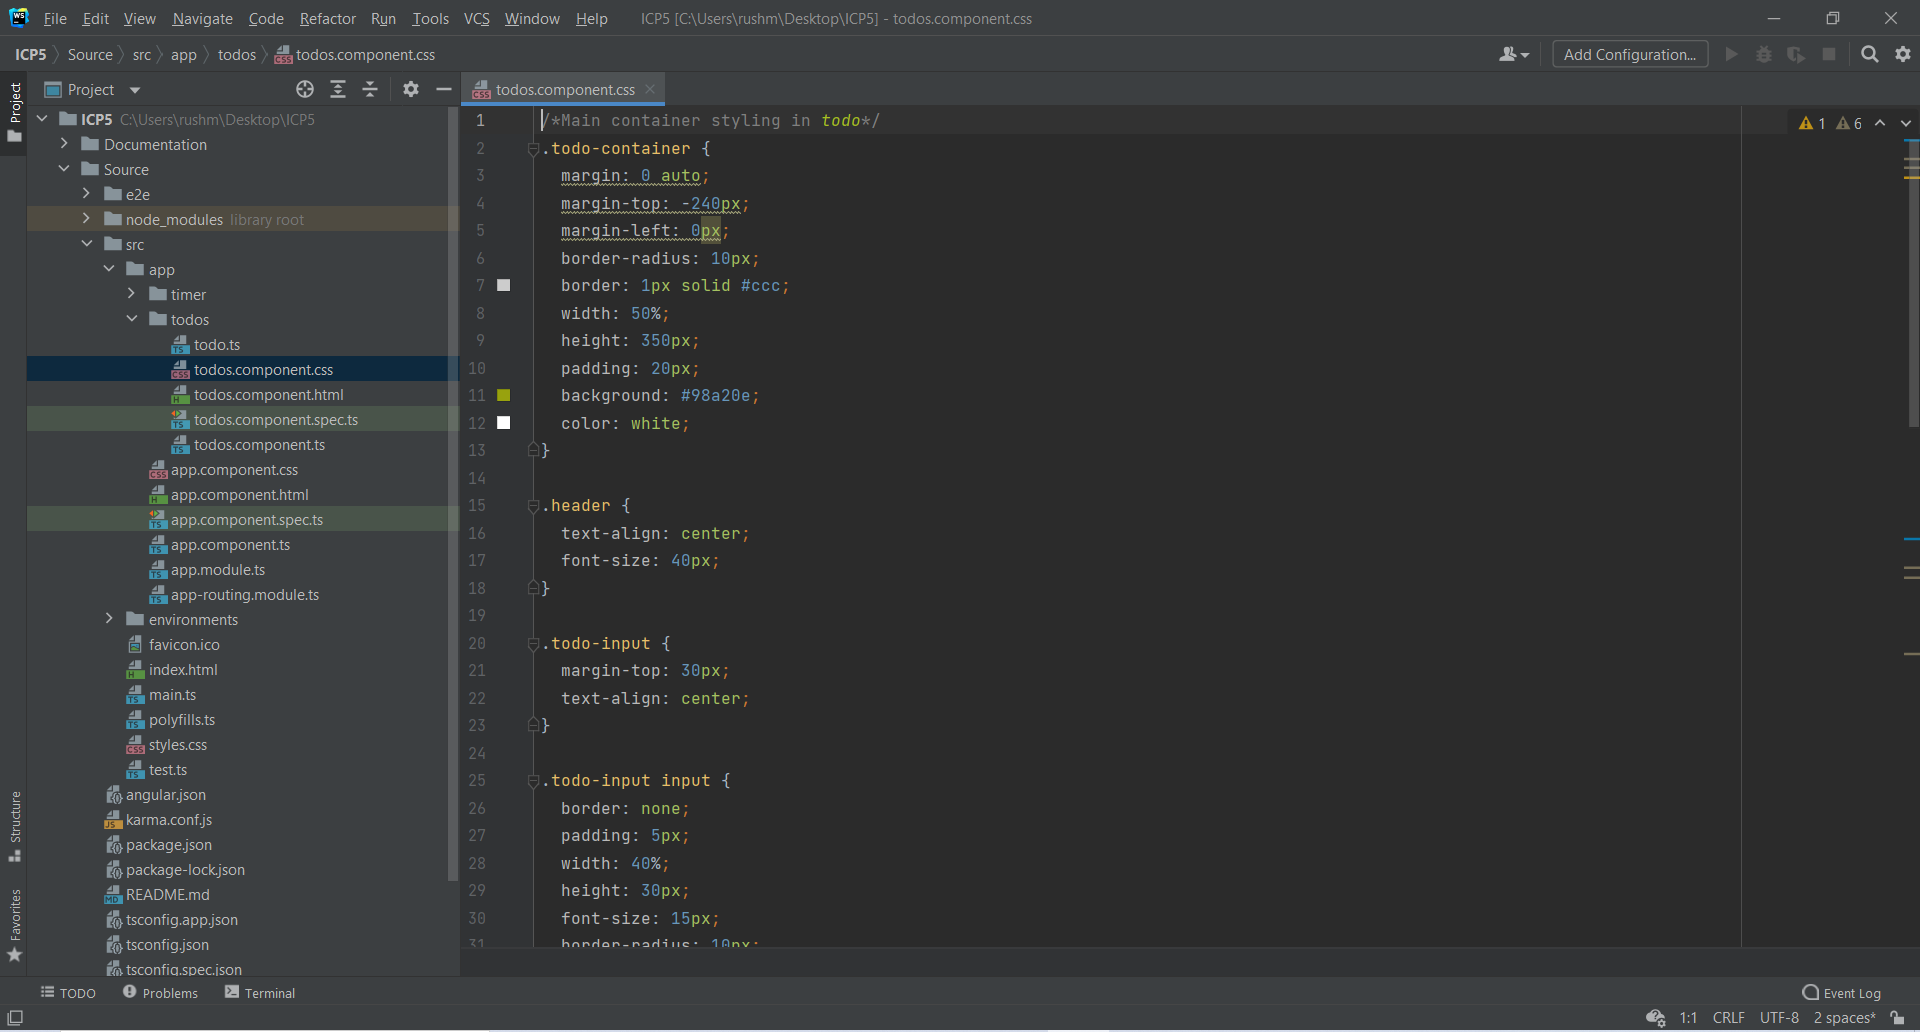 WS File Edit View Navigate Code Refactor Run Tools VCS Window Help ICP5 [C:\Users\rushm\Desktop\ICP5] - todos.component.css
ICP5 Source src app todos todos.component.css Add Configuration...
Project
Project
ICP5 C:\Users\rushm\Desktop\ICP5
Documentation
Source
e2e
node_modules library root
src
app
timer
todos
todo.ts
todos.component.css
todos.component.html
todos.component.spec.ts
todos.component.ts
app.component.css
app.component.html
app.component.spec.ts
app.component.ts
app.module.ts
app-routing.module.ts
environments
favicon.ico
index.html
main.ts
polyfills.ts
styles.css
test.ts
angular.json
karma.conf.js
package.json
package-lock.json
README.md
tsconfig.app.json
tsconfig.json
tsconfig.spec.json
Structure
Favorites
todos.component.css
1 /*Main container styling in todo*/
2 .todo-container {
3 margin: 0 auto;
4 margin-top: -240px;
5 margin-left: 0px;
6 border-radius: 10px;
7 border: 1px solid #ccc;
8 width: 50%;
9 height: 350px;
10 padding: 20px;
11 background: #98a20e;
12 color: white;
13 }
14
15 .header {
16 text-align: center;
17 font-size: 40px;
18 }
19
20 .todo-input {
21 margin-top: 30px;
22 text-align: center;
23 }
24
25 .todo-input input {
26 border: none;
27 padding: 5px;
28 width: 40%;
29 height: 30px;
30 font-size: 15px;
31 border-radius: 10px;
1 6
TODO Problems Terminal Event Log
1:1 CRLF UTF-8 2 spaces*